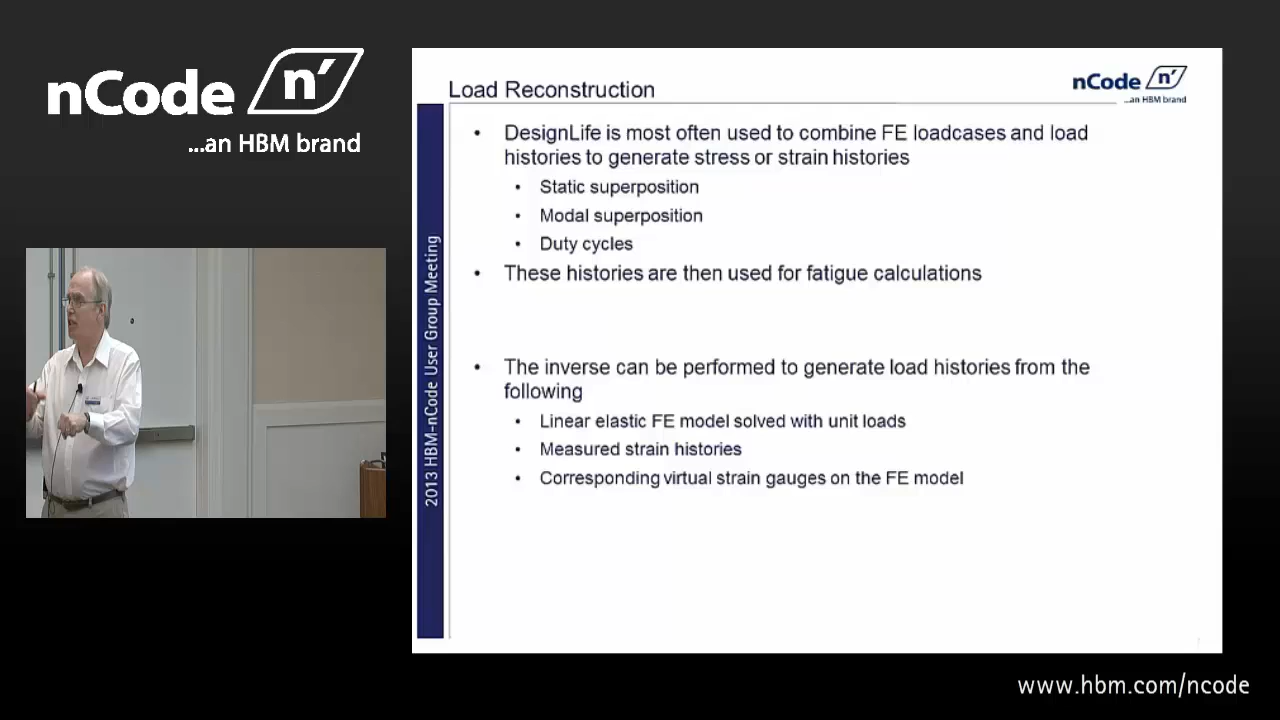 nCode n'
...an HBM brand
Load Reconstruction
nCode n'
...an HBM brand
2013 HBM-nCode User Group Meeting
• DesignLife is most often used to combine FE loadcases and load
histories to generate stress or strain histories
• Static superposition
• Modal superposition
• Duty cycles
• These histories are then used for fatigue calculations
• The inverse can be performed to generate load histories from the
following
• Linear elastic FE model solved with unit loads
• Measured strain histories
• Corresponding virtual strain gauges on the FE model
www.hbm.com/ncode